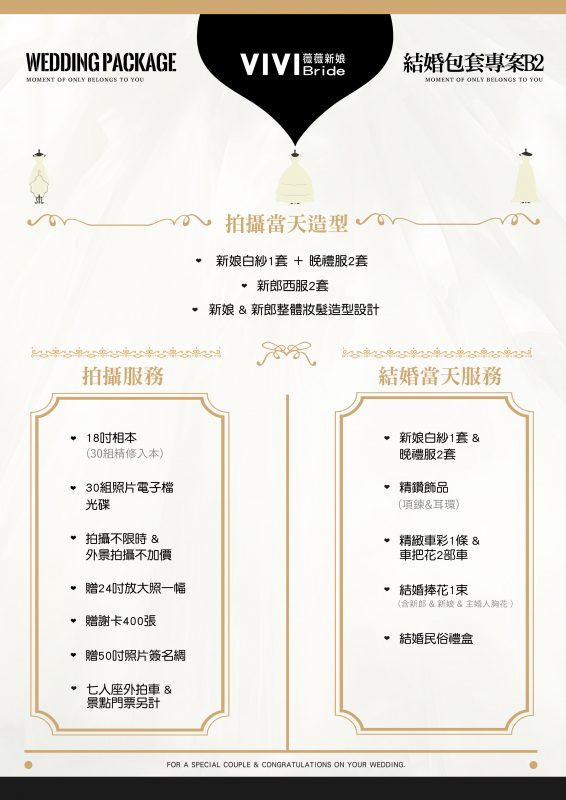 WEDDING PACKAGE
MOMENT OF ONLY BELONGS TO YOU
VIVI 薇薇新娘
Bride
結婚包套專案B2
MOMENT OF ONLY BELONGS TO YOU
拍攝當天造型
新娘白紗1套 + 晚禮服2套
新郎西服2套
新娘 & 新郎整體妝髮造型設計
拍攝服務
18吋相本
(30組精修入本)
30組照片電子檔
光碟
拍攝不限時 &
外景拍攝不加價
贈24吋放大照一幅
贈謝卡400張
贈50吋照片簽名綢
七人座外拍車 &
景點門票另計
結婚當天服務
新娘白紗1套 &
晚禮服2套
精鑽飾品
(項鍊&耳環)
精緻車彩1條 &
車把花2部車
結婚捧花1束
(含新郎 & 新娘 & 主婚人胸花 )
結婚民俗禮盒
FOR A SPECIAL COUPLE & CONGRATULATIONS ON YOUR WEDDING.